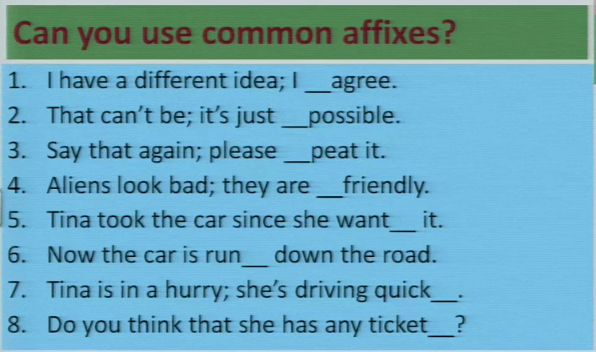 Can you use common affixes?
1. I have a different idea; I __agree.
2. That can't be; it's just __possible.
3. Say that again; please __peat it.
4. Aliens look bad; they are __friendly.
5. Tina took the car since she want__ it.
6. Now the car is run__ down the road.
7. Tina is in a hurry; she's driving quick__.
8. Do you think that she has any ticket__?